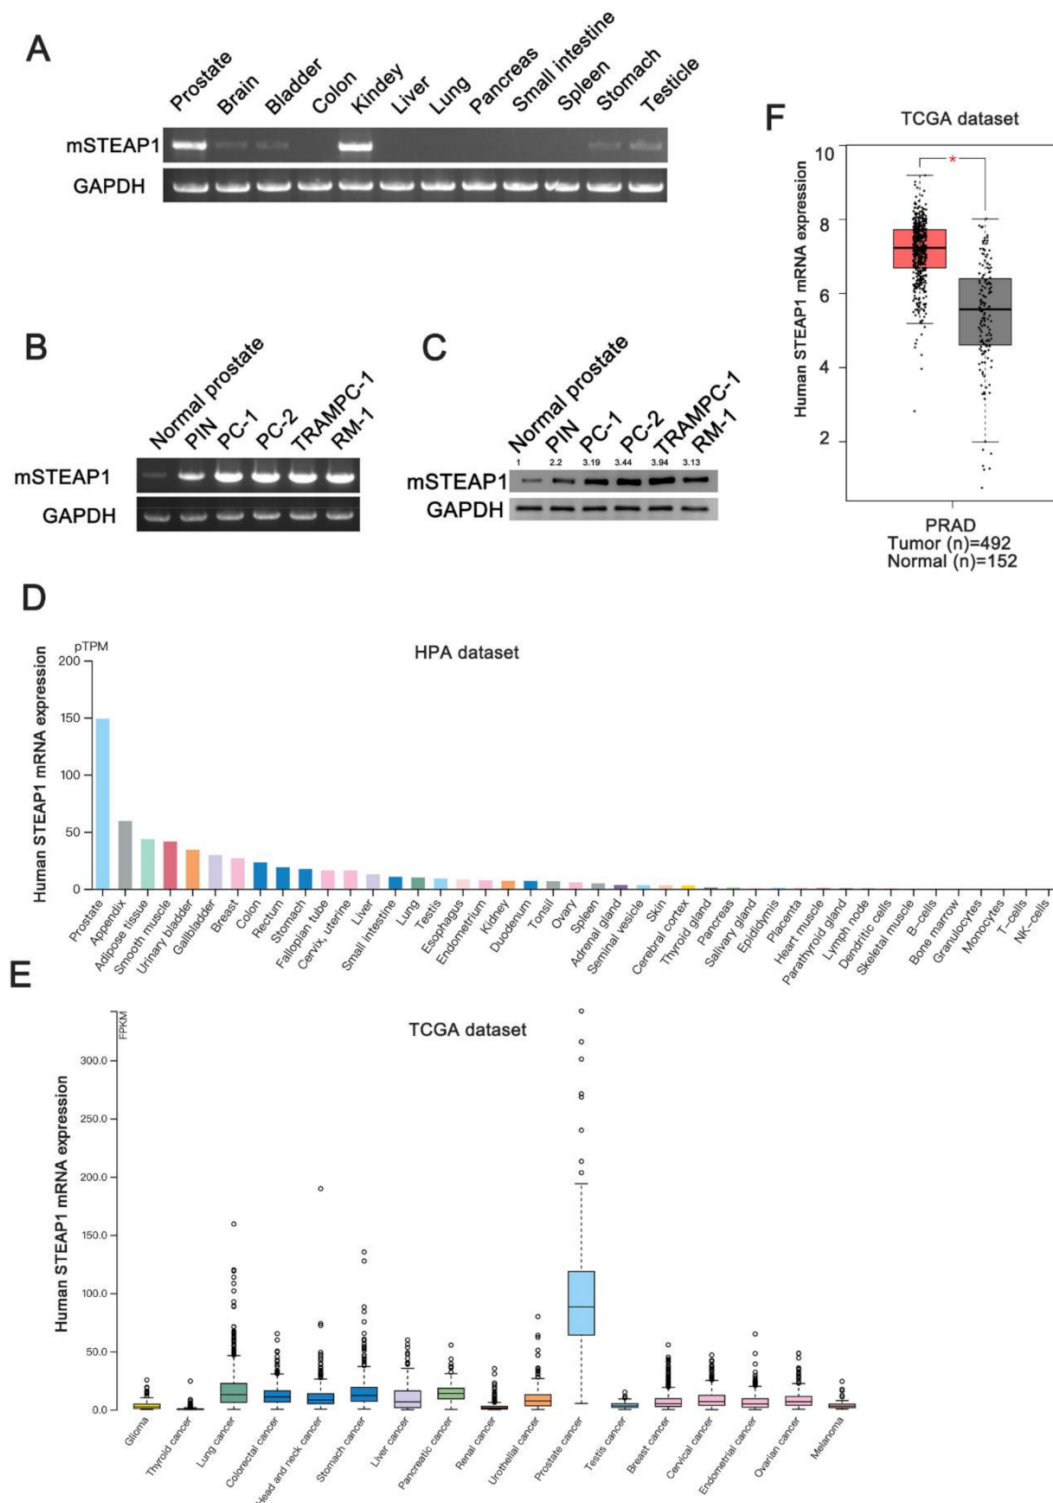 A
Prostate
Brain
Bladder
Colon
Kindey
Liver
Lung
Pancreas
Small intestine
Spleen
Stomach
Testicle
mSTEAP1
GAPDH
B
Normal prostate
PIN
PC-1
PC-2
TRAMPC-1
RM-1
mSTEAP1
GAPDH
C
Normal prostate
PIN
PC-1
PC-2
TRAMPC-1
RM-1
1 2.2 3.19 3.44 3.94 3.13
mSTEAP1
GAPDH
F
TCGA dataset
Human STEAP1 mRNA expression
10
8
6
4
2
*
PRAD
Tumor (n)=492
Normal (n)=152
D
HPA dataset
pTPM
Human STEAP1 mRNA expression
200
150
100
50
0
Prostate
Appendix
Adipose tissue
Smooth muscle
Urinary bladder
Gallbladder
Breast
Colon
Rectum
Stomach
Fallopian tube
Cervix, uterine
Liver
Small intestine
Lung
Testis
Esophagus
Endometrium
Kidney
Duodenum
Tonsil
Ovary
Spleen
Adrenal gland
Seminal vesicle
Skin
Cerebral cortex
Thyroid gland
Pancreas
Salivary gland
Epididymis
Placenta
Heart muscle
Parathyroid gland
Lymph node
Dendritic cells
Skeletal muscle
B-cells
Bone marrow
Granulocytes
Monocytes
T-cells
NK-cells
E
TCGA dataset
FPKM
Human STEAP1 mRNA expression
300.0
250.0
200.0
150.0
100.0
50.0
0.0
Glioma
Thyroid cancer
Lung cancer
Colorectal cancer
Head and neck cancer
Stomach cancer
Liver cancer
Pancreatic cancer
Renal cancer
Urothelial cancer
Prostate cancer
Testis cancer
Breast cancer
Cervical cancer
Endometrial cancer
Ovarian cancer
Melanoma